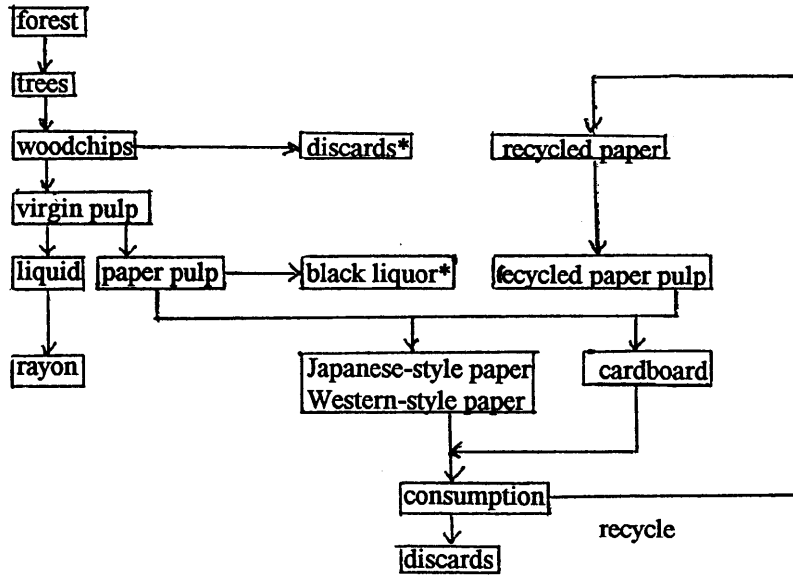 forest
trees
woodchips
discards*
recycled paper
virgin pulp
liquid
paper pulp
black liquor*
recycled paper pulp
rayon
Japanese-style paper
Western-style paper
cardboard
consumption
recycle
discards